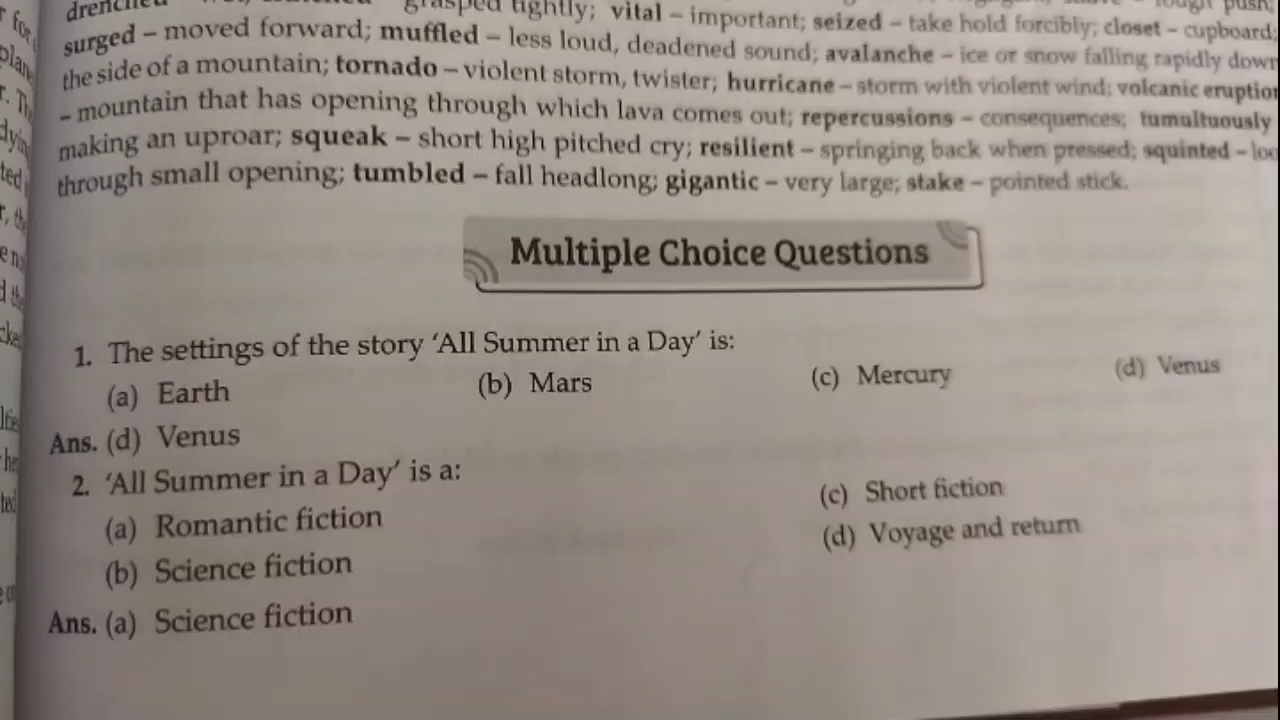 drenched
grasped tightly; vital – important; seized – take hold forcibly; closet – cupboard;
surged – moved forward; muffled – less loud, deadened sound; avalanche – ice or snow falling rapidly down
the side of a mountain; tornado – violent storm, twister; hurricane – storm with violent wind; volcanic eruption
– mountain that has opening through which lava comes out; repercussions – consequences; tumultuously
making an uproar; squeak – short high pitched cry; resilient – springing back when pressed; squinted –
through small opening; tumbled – fall headlong; gigantic – very large; stake – pointed stick.
Multiple Choice Questions
1. The settings of the story ‘All Summer in a Day’ is:
(a) Earth (b) Mars (c) Mercury (d) Venus
Ans. (d) Venus
2. ‘All Summer in a Day’ is a:
(a) Romantic fiction (c) Short fiction
(b) Science fiction (d) Voyage and return
Ans. (a) Science fiction